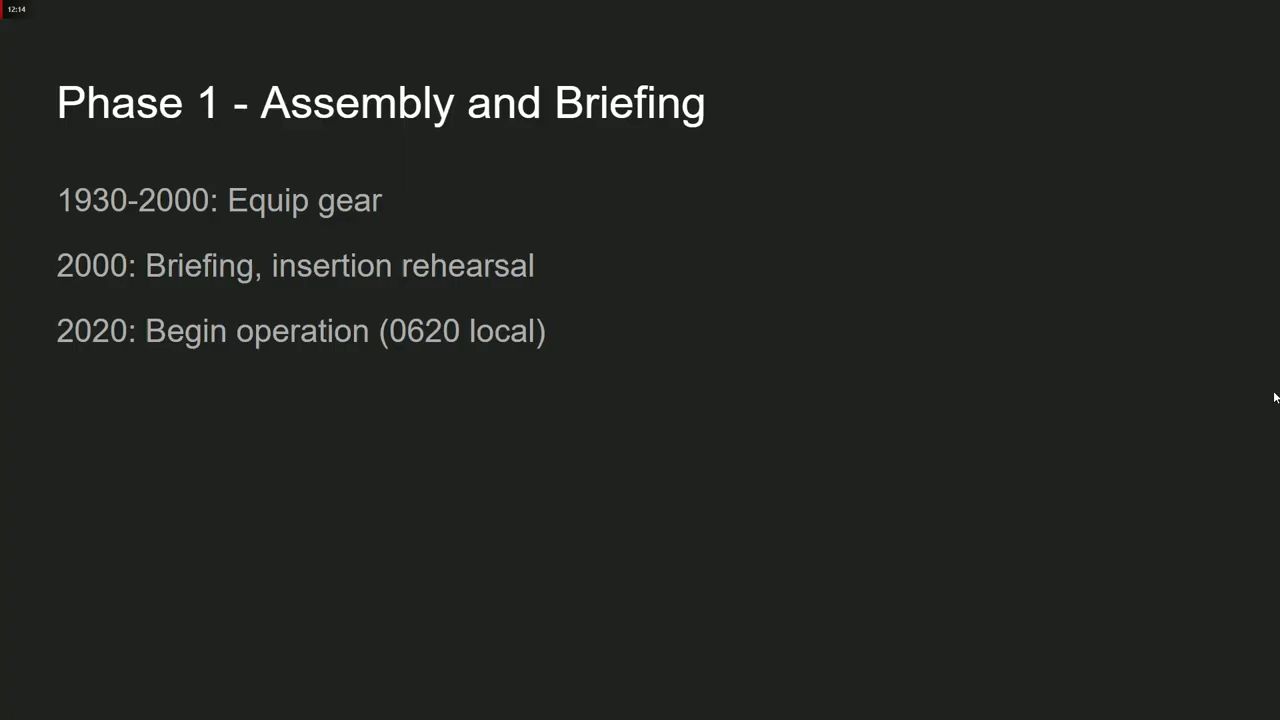 12:14
Phase 1 - Assembly and Briefing
1930-2000: Equip gear
2000: Briefing, insertion rehearsal
2020: Begin operation (0620 local)